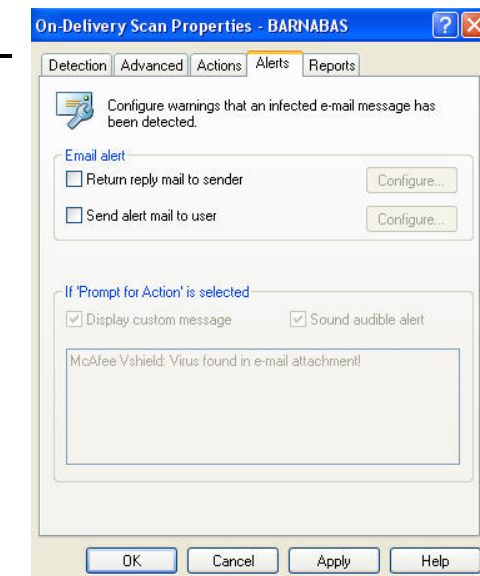 On-Delivery Scan Properties - BARNABAS
Detection Advanced Actions Alerts Reports
Configure warnings that an infected e-mail message has
been detected.
Email alert
Return reply mail to sender Configure...
Send alert mail to user Configure...
If 'Prompt for Action' is selected
Display custom message Sound audible alert
McAfee Vshield: Virus found in e-mail attachment!
OK Cancel Apply Help